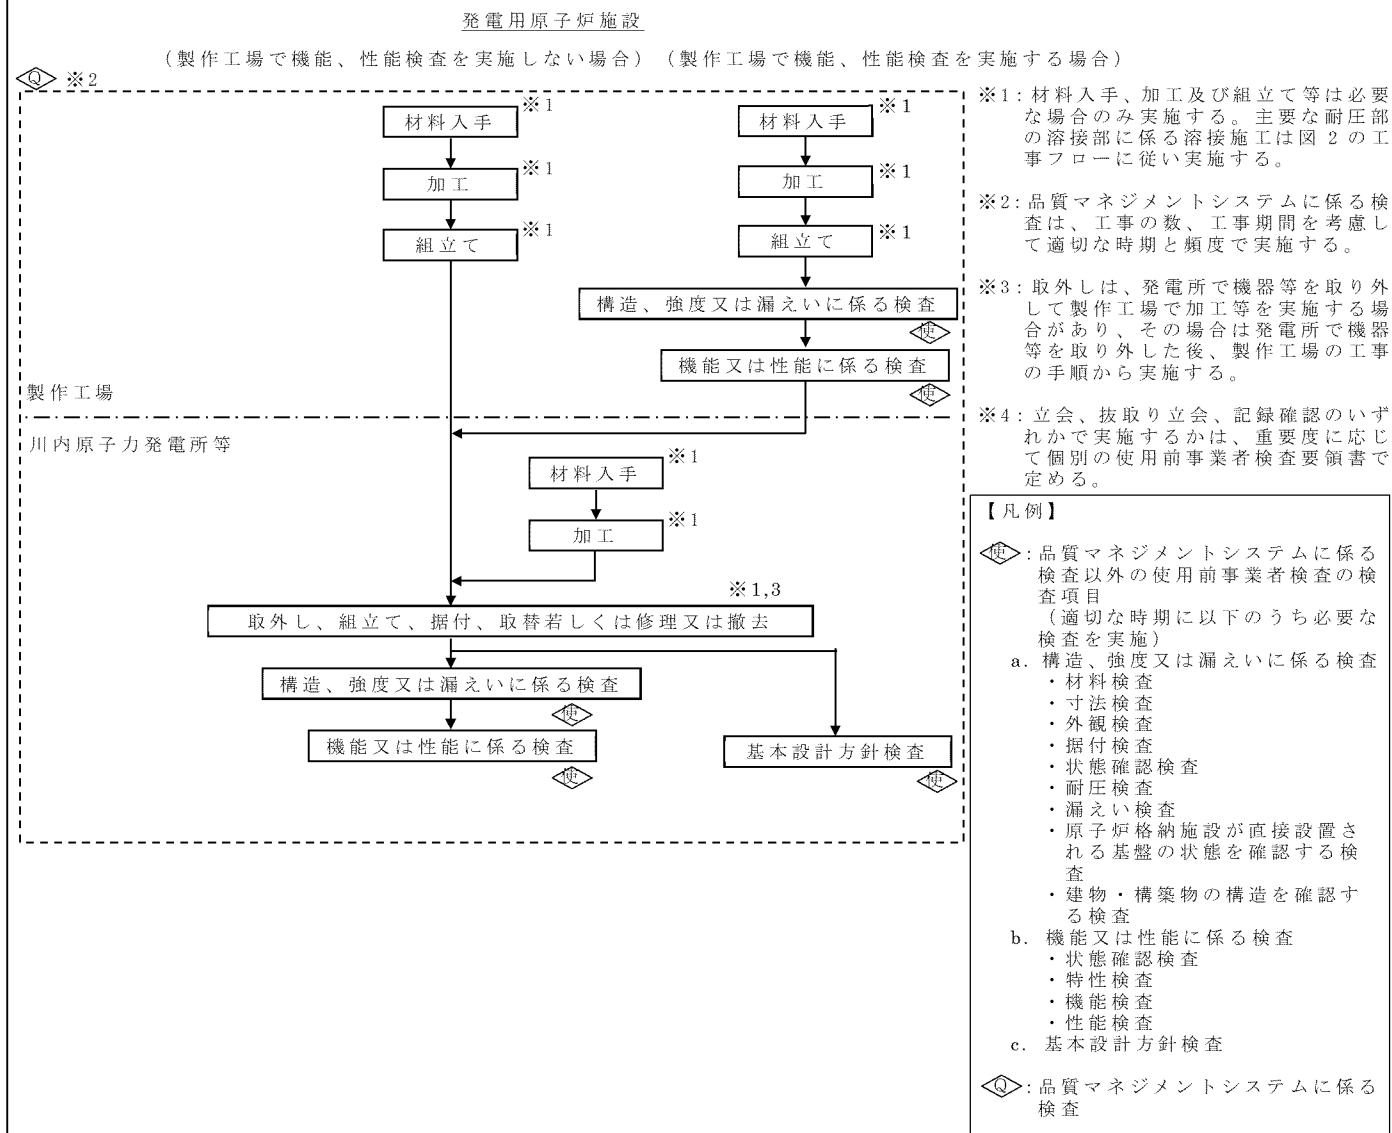 発電用原子炉施設
(製作工場で機能、性能検査を実施しない場合) (製作工場で機能、性能検査を実施する場合)
Q ※2
材料入手 ※1
加工 ※1
組立て ※1
材料入手 ※1
加工 ※1
組立て ※1
構造、強度又は漏えいに係る検査
使
機能又は性能に係る検査
使
製作工場
川内原子力発電所等
材料入手 ※1
加工 ※1
※1,3
取外し、組立て、据付、取替若しくは修理又は撤去
構造、強度又は漏えいに係る検査
使
機能又は性能に係る検査
使
基本設計方針検査
使
※1:材料入手、加工及び組立て等は必要
な場合のみ実施する。主要な耐圧部
の溶接部に係る溶接施工は図2の工
事フローに従い実施する。
※2:品質マネジメントシステムに係る検
査は、工事の数、工事期間を考慮し
て適切な時期と頻度で実施する。
※3:取外しは、発電所で機器等を取り外
して製作工場で加工等を実施する場
合があり、その場合は発電所で機器
等を取り外した後、製作工場の工事
の手順から実施する。
※4:立会、抜取り立会、記録確認のいず
れかで実施するかは、重要度に応じ
て個別の使用前事業者検査要領書で
定める。
【凡例】
使:品質マネジメントシステムに係る
検査以外の使用前事業者検査の検
査項目
(適切な時期に以下のうち必要な
検査を実施)
a. 構造、強度又は漏えいに係る検査
・材料検査
・寸法検査
・外観検査
・据付検査
・状態確認検査
・耐圧検査
・漏えい検査
・原子炉格納施設が直接設置さ
れる基盤の状態を確認する検
査
・建物・構築物の構造を確認す
る検査
b. 機能又は性能に係る検査
・状態確認検査
・特性検査
・機能検査
・性能検査
c. 基本設計方針検査
Q:品質マネジメントシステムに係る
検査